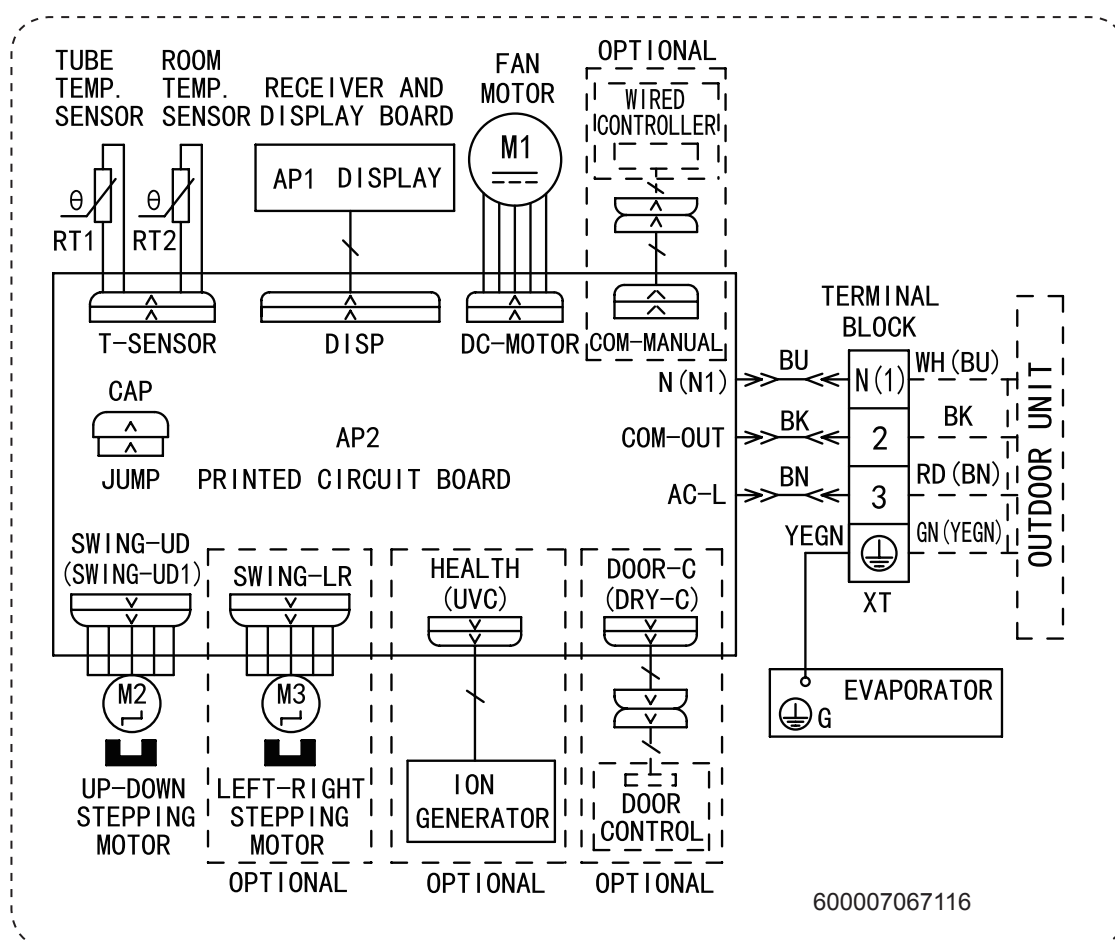 TUBE
TEMP.
SENSOR
ROOM
TEMP.
SENSOR
RECEIVER AND
DISPLAY BOARD
FAN
MOTOR
OPTIONAL
WIRED
CONTROLLER
AP1 DISPLAY
M1
θ
RT1
θ
RT2
T-SENSOR
DISP
DC-MOTOR
COM-MANUAL
TERMINAL
BLOCK
N(N1)
BU
N(1)
WH(BU)
COM-OUT
BK
2
BK
AC-L
BN
3
RD(BN)
YEGN
GN(YEGN)
XT
OUTDOOR UNIT
CAP
JUMP
AP2
PRINTED CIRCUIT BOARD
SWING-UD
(SWING-UD1)
SWING-LR
HEALTH
(UVC)
DOOR-C
(DRY-C)
M2
M3
UP-DOWN
STEPPING
MOTOR
LEFT-RIGHT
STEPPING
MOTOR
OPTIONAL
ION
GENERATOR
OPTIONAL
DOOR
CONTROL
OPTIONAL
EVAPORATOR
G
600007067116